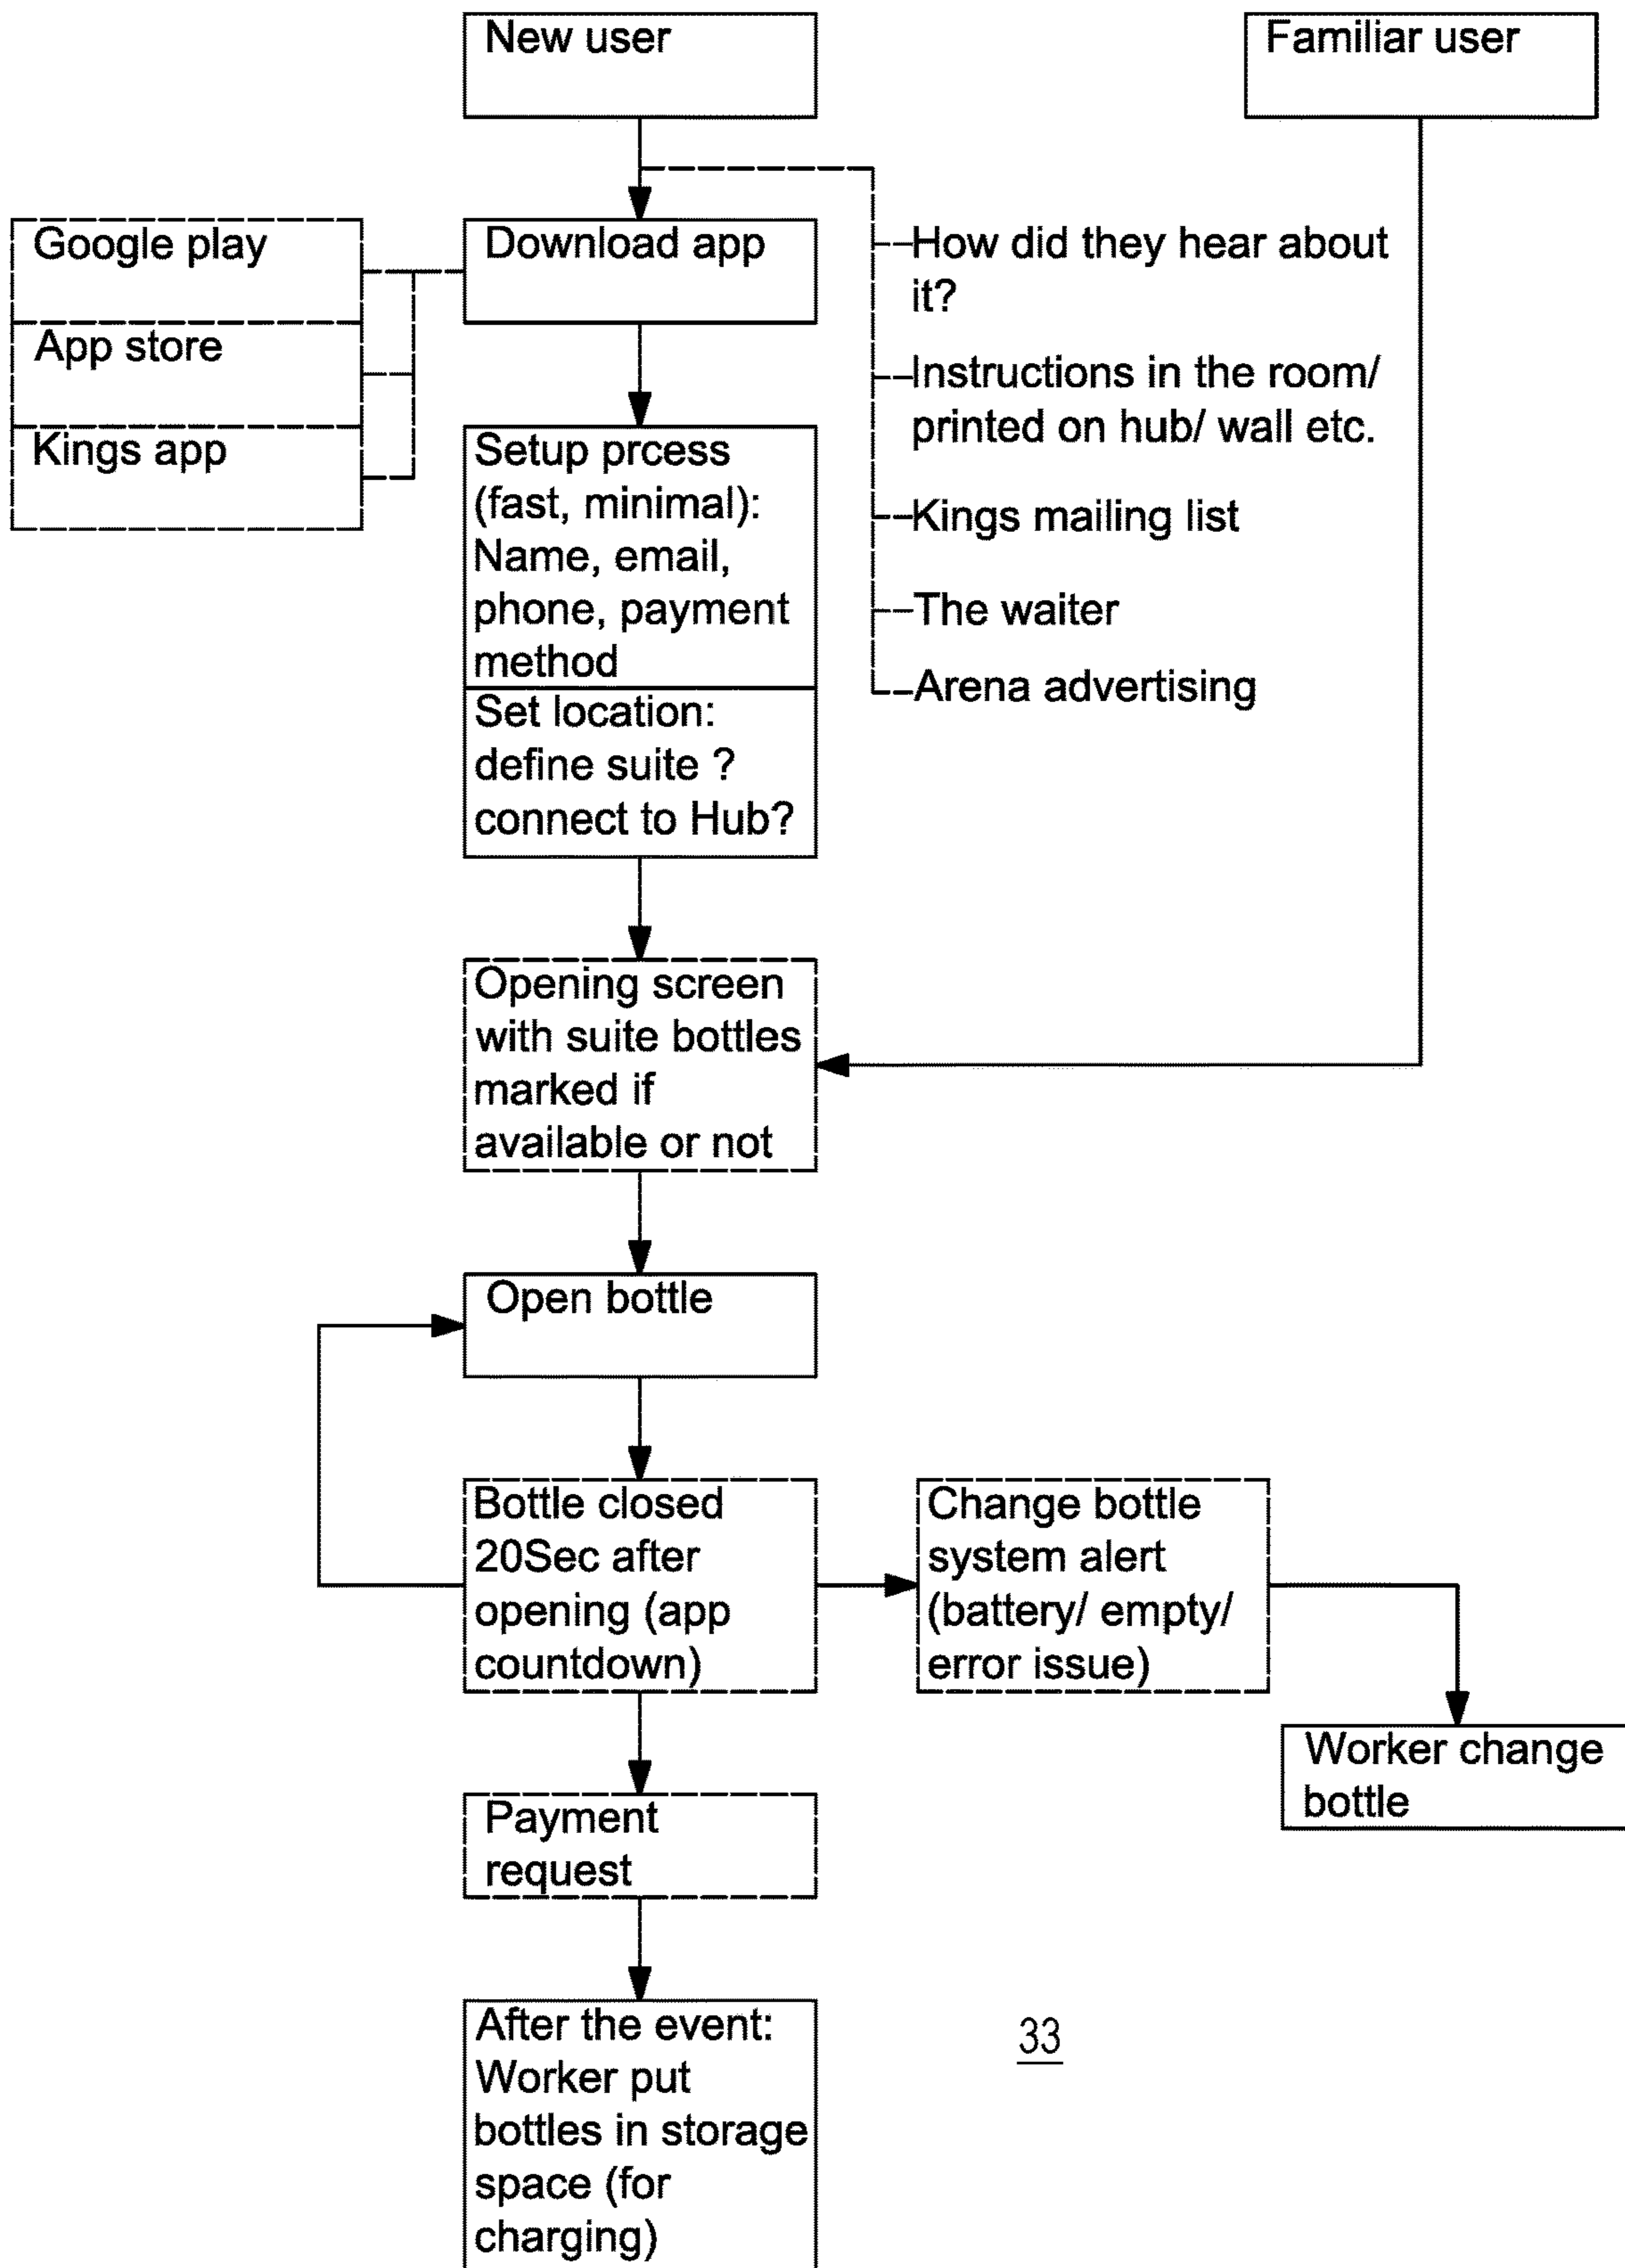 New user
Familiar user
Google play
App store
Kings app
Download app
How did they hear about
it?
Instructions in the room/
printed on hub/ wall etc.
Kings mailing list
The waiter
Arena advertising
Setup prcess
(fast, minimal):
Name, email,
phone, payment
method
Set location:
define suite ?
connect to Hub?
Opening screen
with suite bottles
marked if
available or not
Open bottle
Bottle closed
20Sec after
opening (app
countdown)
Change bottle
system alert
(battery/ empty/
error issue)
Worker change
bottle
Payment
request
After the event:
Worker put
bottles in storage
space (for
charging)
33